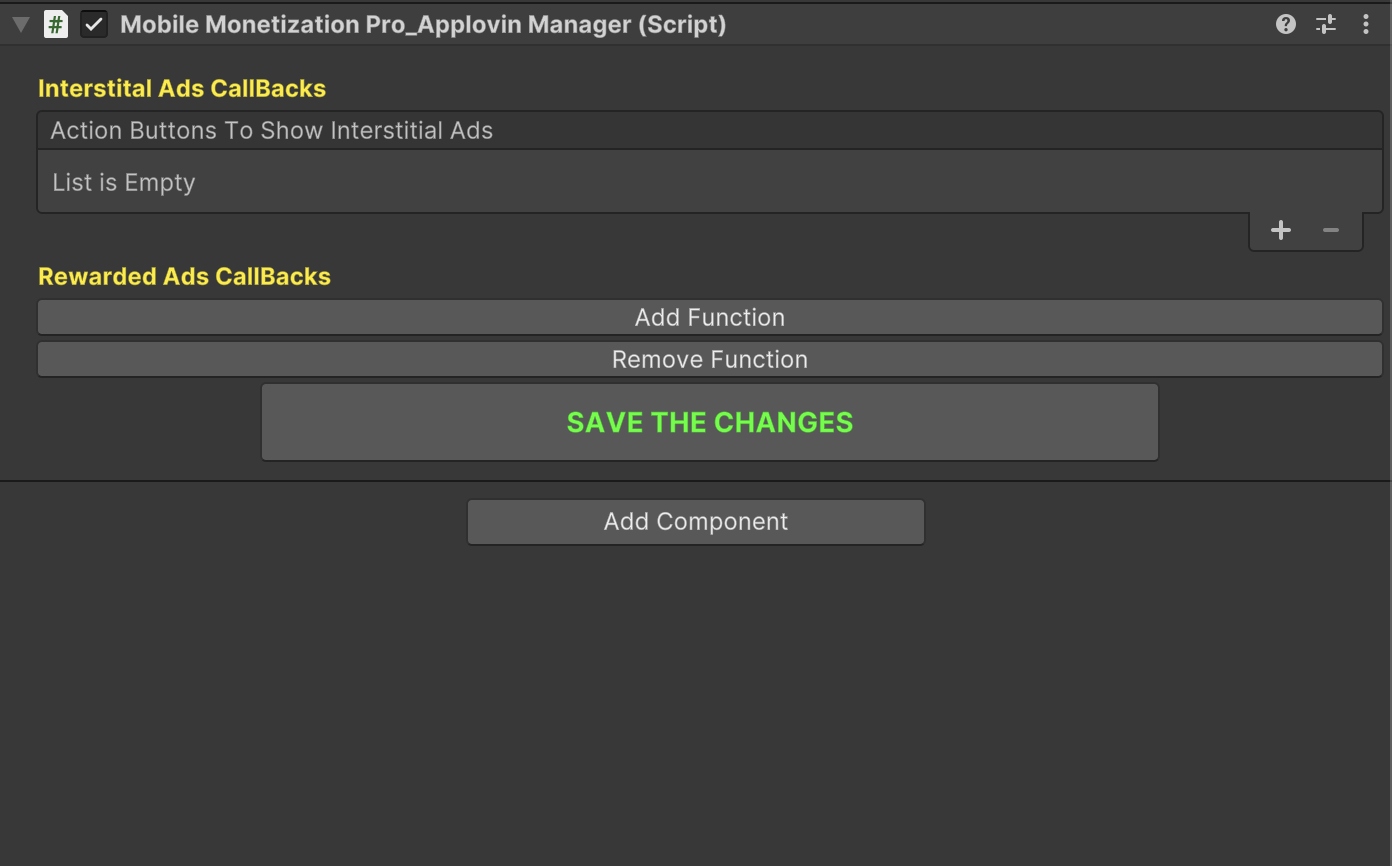 # Mobile Monetization Pro_Applovin Manager (Script)
Interstital Ads CallBacks
Action Buttons To Show Interstitial Ads
List is Empty
Rewarded Ads CallBacks
Add Function
Remove Function
SAVE THE CHANGES
Add Component